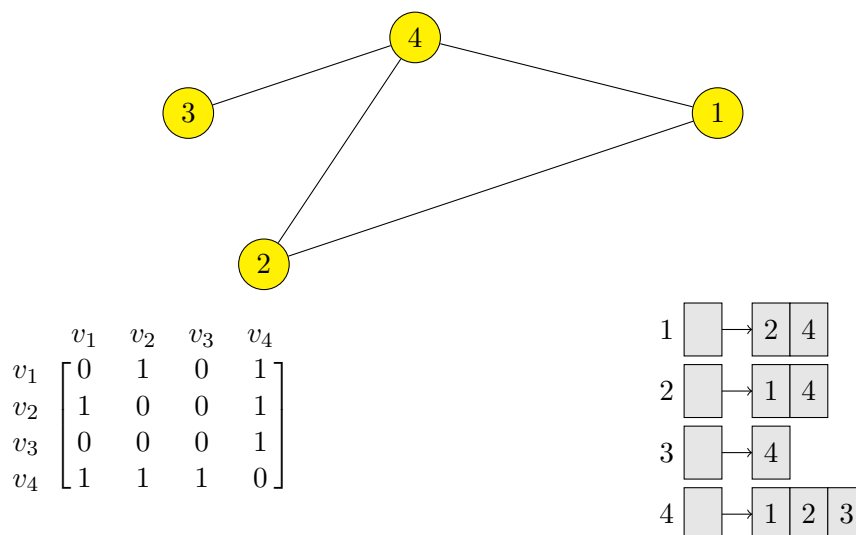 4
3
1
2
v₁ v₂ v₃ v₄
v₁ 0 1 0 1
v₂ 1 0 0 1
v₃ 0 0 0 1
v₄ 1 1 1 0
1 2 4
2 1 4
3 4
4 1 2 3